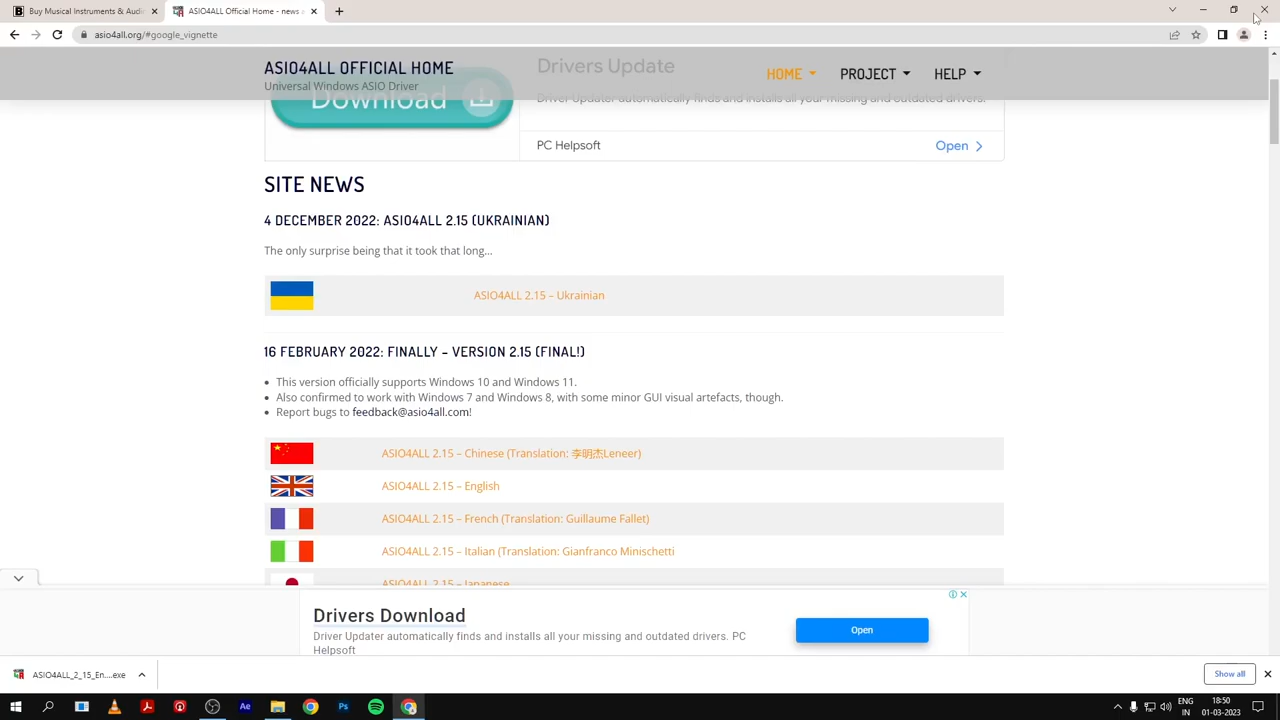 Buy Musical Instruments & Audio
ASIO4ALL Official Home - news
asio4all.org/#google_vignette
ASIO4ALL OFFICIAL HOME
Universal Windows ASIO Driver
HOME
PROJECT
HELP
Download
Drivers Update
Driver Updater automatically finds and installs all your missing and outdated drivers.
PC Helpsoft
Open
SITE NEWS
4 DECEMBER 2022: ASIO4ALL 2.15 (UKRAINIAN)
The only surprise being that it took that long…
ASIO4ALL 2.15 – Ukrainian
16 FEBRUARY 2022: FINALLY – VERSION 2.15 (FINAL!)
This version officially supports Windows 10 and Windows 11.
Also confirmed to work with Windows 7 and Windows 8, with some minor GUI visual artefacts, though.
Report bugs to feedback@asio4all.com!
ASIO4ALL 2.15 – Chinese (Translation: 李明杰Leneer)
ASIO4ALL 2.15 – English
ASIO4ALL 2.15 – French (Translation: Guillaume Fallet)
ASIO4ALL 2.15 – Italian (Translation: Gianfranco Minischetti
ASIO4ALL 2.15 – Japanese
Drivers Download
Driver Updater automatically finds and installs all your missing and outdated drivers. PC
Helpsoft
Open
ASIO4ALL_2_15_En....exe
Show all
Ae
Ps
ENG
IN
18:50
01-03-2023